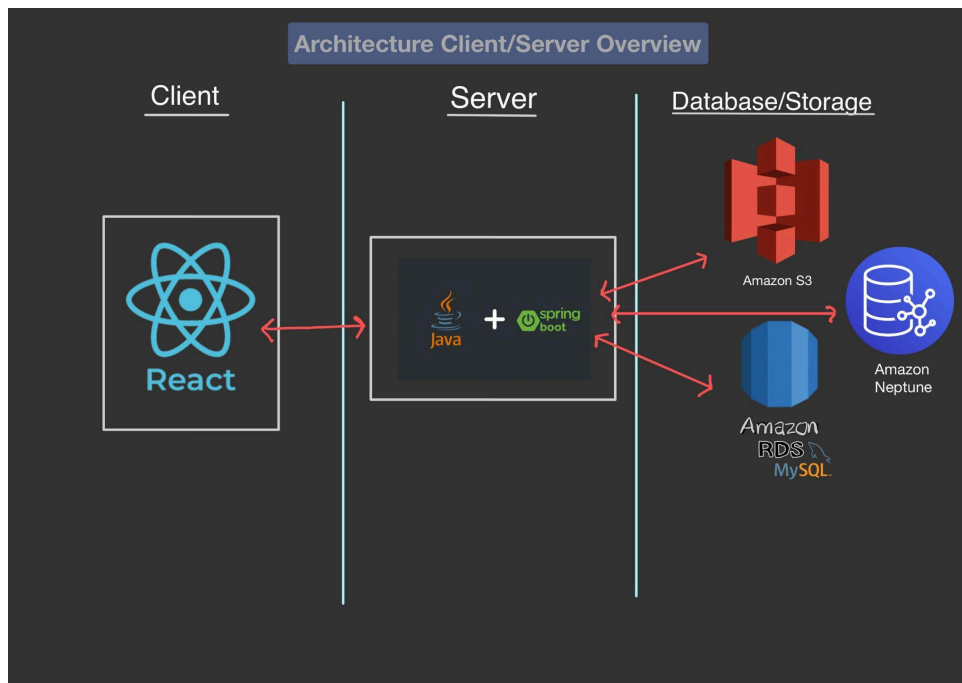 Architecture Client/Server Overview
Client
Server
Database/Storage
React
Java
+
spring
boot
Amazon S3
Amazon
Neptune
Amazon
RDS
MySQL